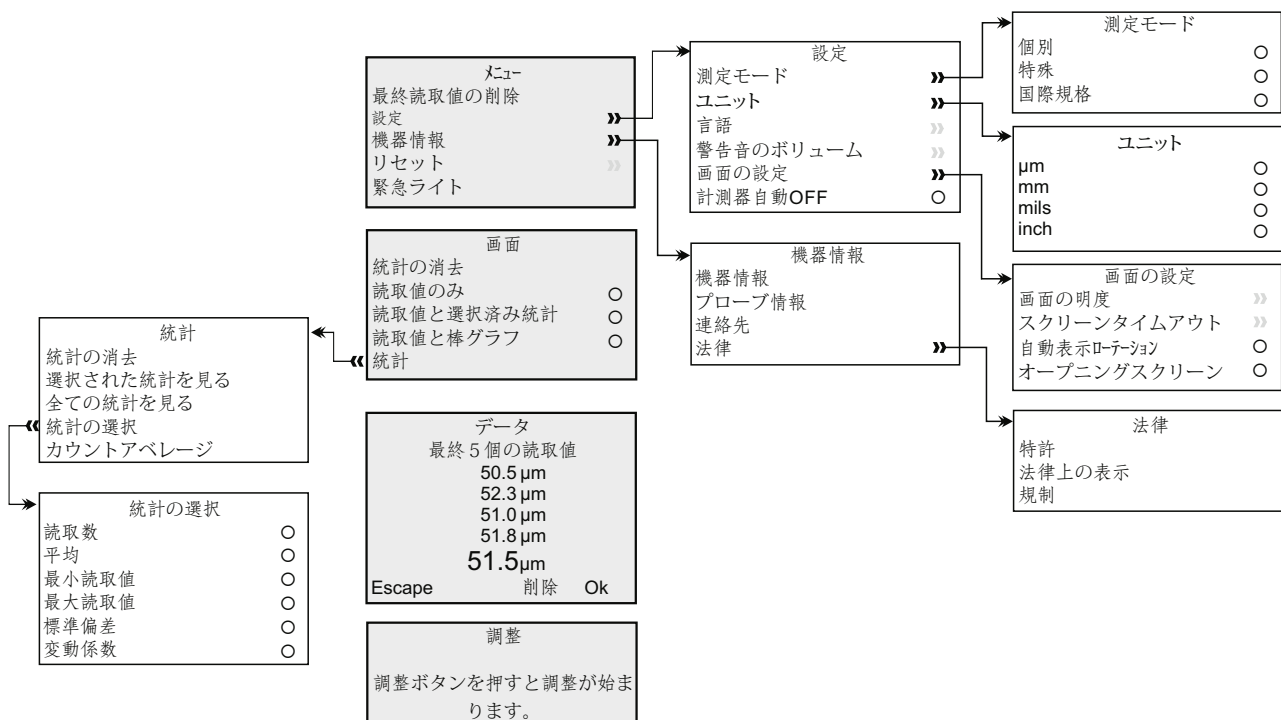 メニュー
最終読取値の削除
設定
機器情報
リセット
緊急ライト
設定
測定モード
ユニット
言語
警告音のボリューム
画面の設定
計測器自動OFF
測定モード
個別
特殊
国際規格
ユニット
µm
mm
mils
inch
画面の設定
画面の明度
スクリーンタイムアウト
自動表示ローテーション
オープニングスクリーン
機器情報
機器情報
プローブ情報
連絡先
法律
法律
特許
法律上の表示
規制
画面
統計の消去
読取値のみ
読取値と選択済み統計
読取値と棒グラフ
統計
統計
統計の消去
選択された統計を見る
全ての統計を見る
統計の選択
カウントアベレージ
統計の選択
読取数
平均
最小読取値
最大読取値
標準偏差
変動係数
データ
最終5個の読取値
50.5 µm
52.3 µm
51.0 µm
51.8 µm
51.5µm
Escape 削除 Ok
調整
調整ボタンを押すと調整が始ま
ります。